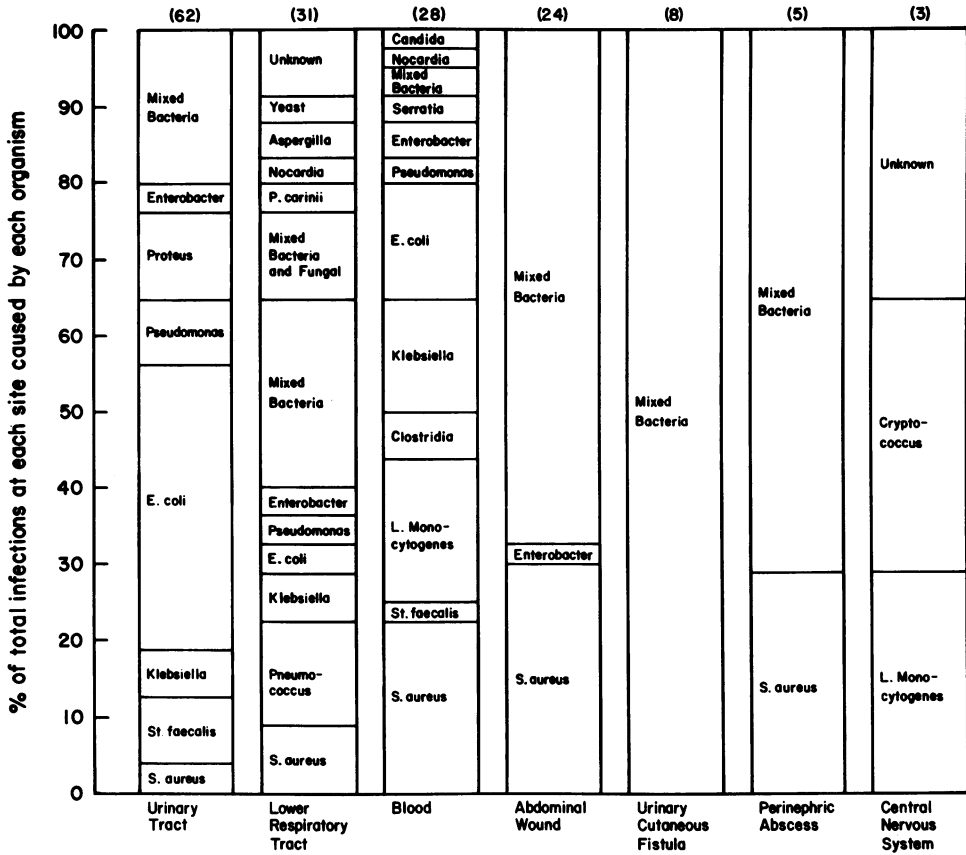 (62) (31) (28) (24) (8) (5) (3)
% of total infections at each site caused by each organism
100
90
80
70
60
50
40
30
20
10
0
Mixed
Bacteria
Enterobacter
Proteus
Pseudomonas
E. coli
Klebsiella
St. faecalis
S. aureus
Urinary
Tract
Unknown
Yeast
Aspergilla
Nocardia
P. carinii
Mixed
Bacteria
and Fungal
Mixed
Bacteria
Enterobacter
Pseudomonas
E. coli
Klebsiella
Pneumo-
coccus
S. aureus
Lower
Respiratory
Tract
Candida
Nocardia
Mixed
Bacteria
Serratia
Enterobacter
Pseudomonas
E. coli
Klebsiella
Clostridia
L. Mono-
cytogenes
St. faecalis
S. aureus
Blood
Mixed
Bacteria
Enterobacter
S. aureus
Abdominal
Wound
Mixed
Bacteria
Urinary
Cutaneous
Fistula
Mixed
Bacteria
S. aureus
Perinephric
Abscess
Unknown
Crypto-
coccus
L. Mono-
cytogenes
Central
Nervous
System